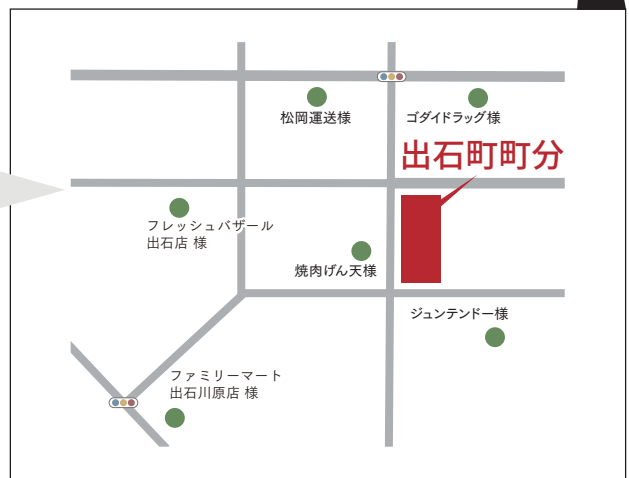 松岡運送様
ゴダイドラッグ様
出石町町分
フレッシュバザール
出石店 様
焼肉げん天様
ジュンテンドー様
ファミリーマート
出石川原店 様